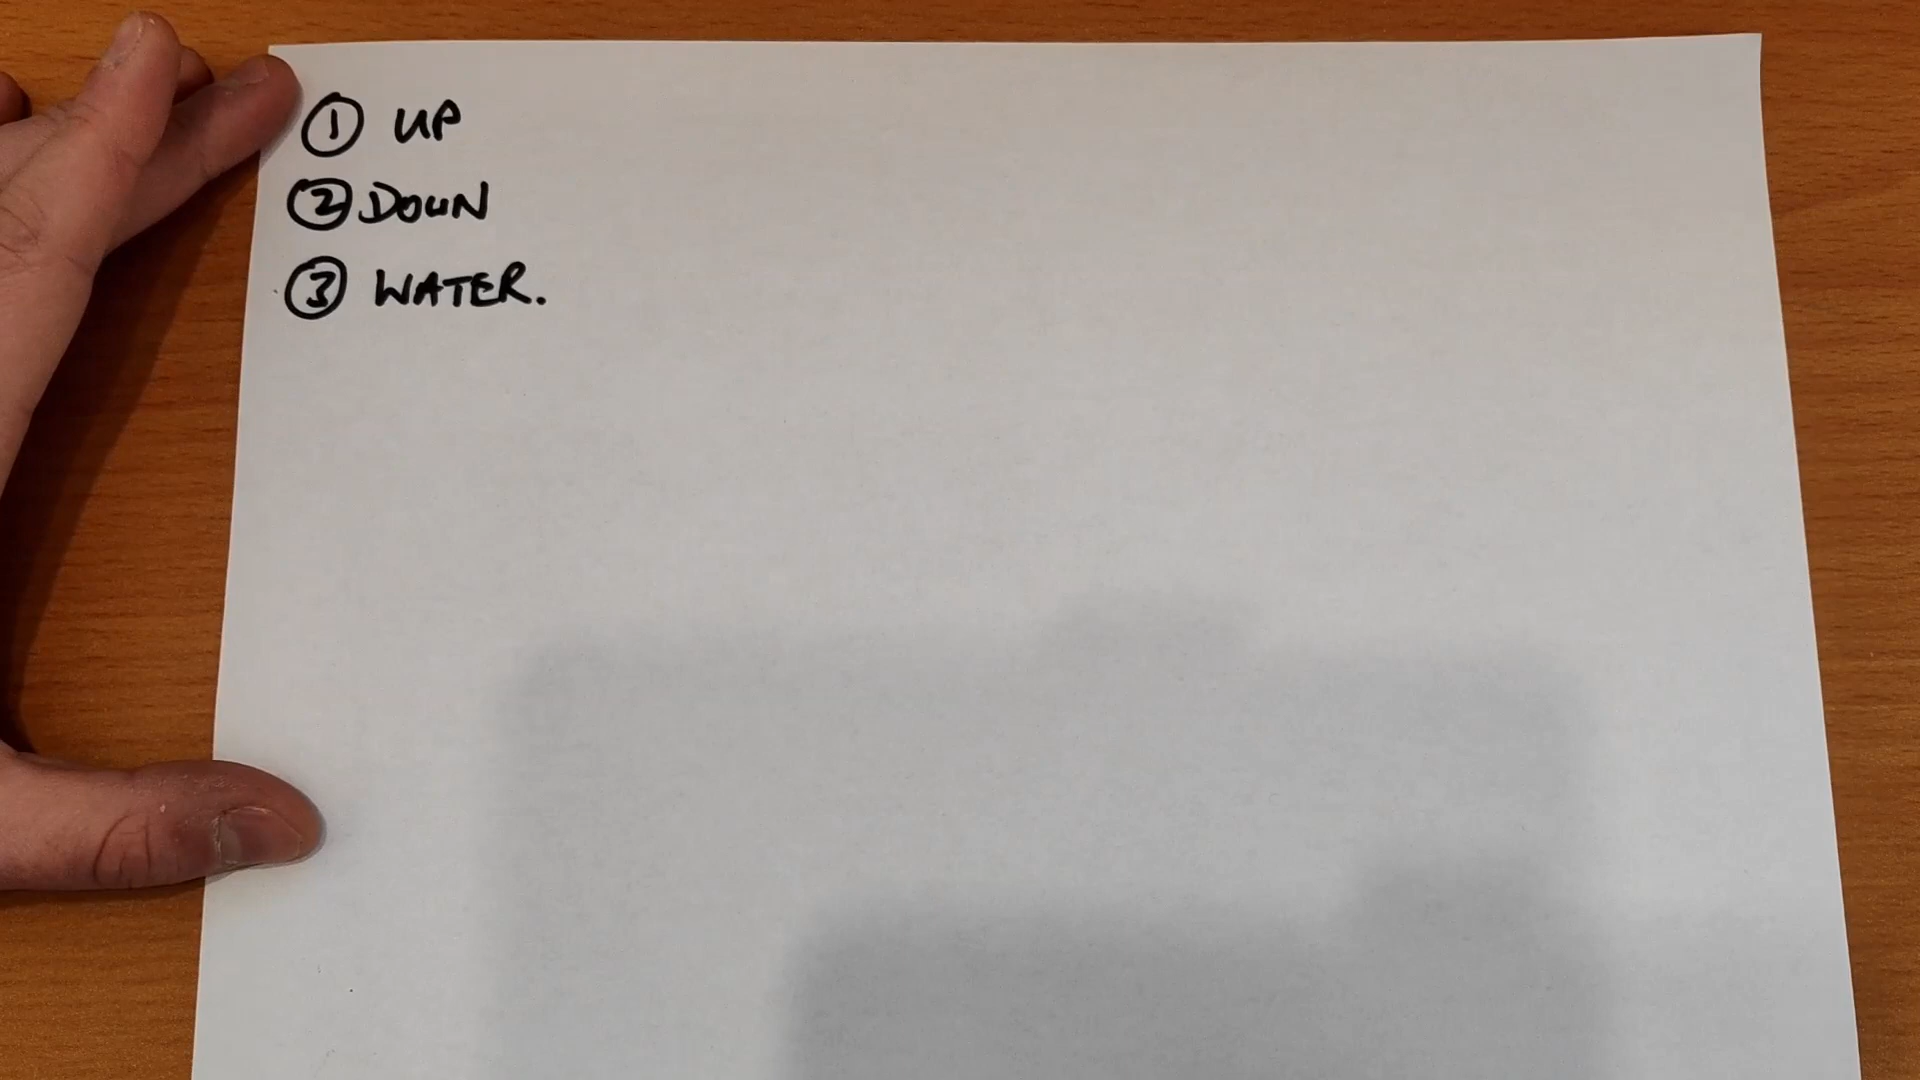 ① UP
② DOWN
③ WATER.